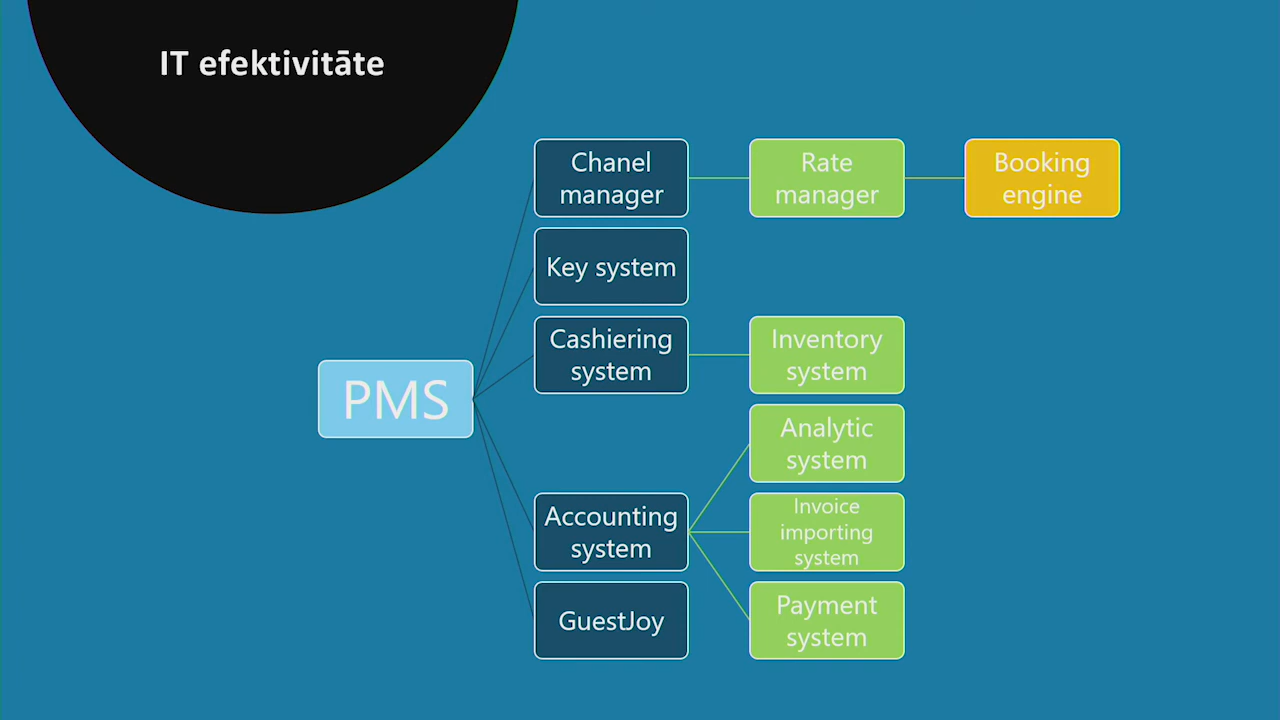 IT efektivitāte
Chanel
manager
Rate
manager
Booking
engine
Key system
Cashiering
system
Inventory
system
PMS
Analytic
system
Accounting
system
Invoice
importing
system
GuestJoy
Payment
system